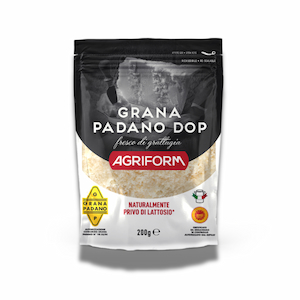 GRANA
PADANO DOP
fresco di grattugia
AGRIFORM
GRANA
PADANO
NATURALMENTE
PRIVO DI LATTOSIO*
200g